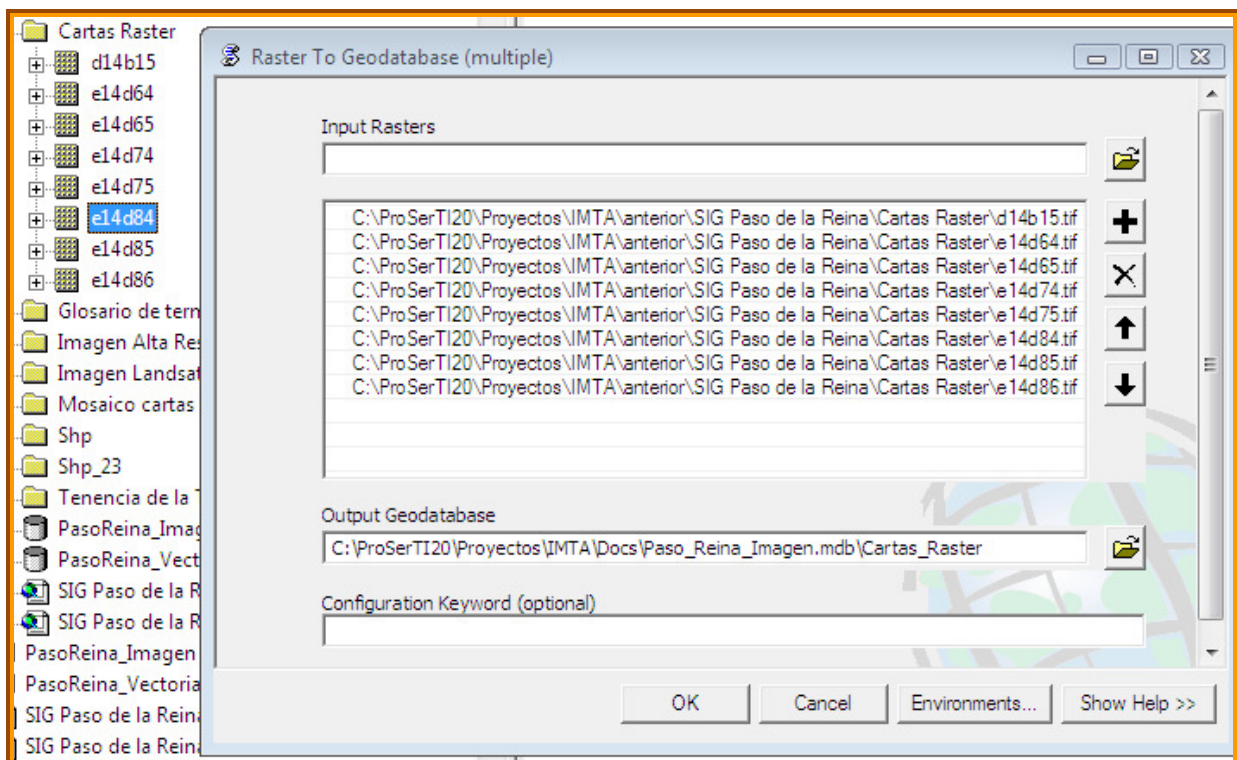 Cartas Raster
d14b15
e14d64
e14d65
e14d74
e14d75
e14d84
e14d85
e14d86
Glosario de tern
Imagen Alta Re
Imagen Landsat
Mosaico cartas
Shp
Shp_23
Tenencia de la
PasoReina_Imag
PasoReina_Vect
SIG Paso de la R
SIG Paso de la R
PasoReina_Imagen
PasoReina_Vectoria
SIG Paso de la Rein
SIG Paso de la Rein
Raster To Geodatabase (multiple)
Input Rasters
C:\ProSerTI20\Proyectos\IMTA\anterior\SIG Paso de la Reina\Cartas Raster\d14b15.tif
C:\ProSerTI20\Proyectos\IMTA\anterior\SIG Paso de la Reina\Cartas Raster\e14d64.tif
C:\ProSerTI20\Proyectos\IMTA\anterior\SIG Paso de la Reina\Cartas Raster\e14d65.tif
C:\ProSerTI20\Proyectos\IMTA\anterior\SIG Paso de la Reina\Cartas Raster\e14d74.tif
C:\ProSerTI20\Proyectos\IMTA\anterior\SIG Paso de la Reina\Cartas Raster\e14d75.tif
C:\ProSerTI20\Proyectos\IMTA\anterior\SIG Paso de la Reina\Cartas Raster\e14d84.tif
C:\ProSerTI20\Proyectos\IMTA\anterior\SIG Paso de la Reina\Cartas Raster\e14d85.tif
C:\ProSerTI20\Proyectos\IMTA\anterior\SIG Paso de la Reina\Cartas Raster\e14d86.tif
Output Geodatabase
C:\ProSerTI20\Proyectos\IMTA\Docs\Paso_Reina_Imagen.mdb\Cartas_Raster
Configuration Keyword (optional)
OK
Cancel
Environments...
Show Help >>